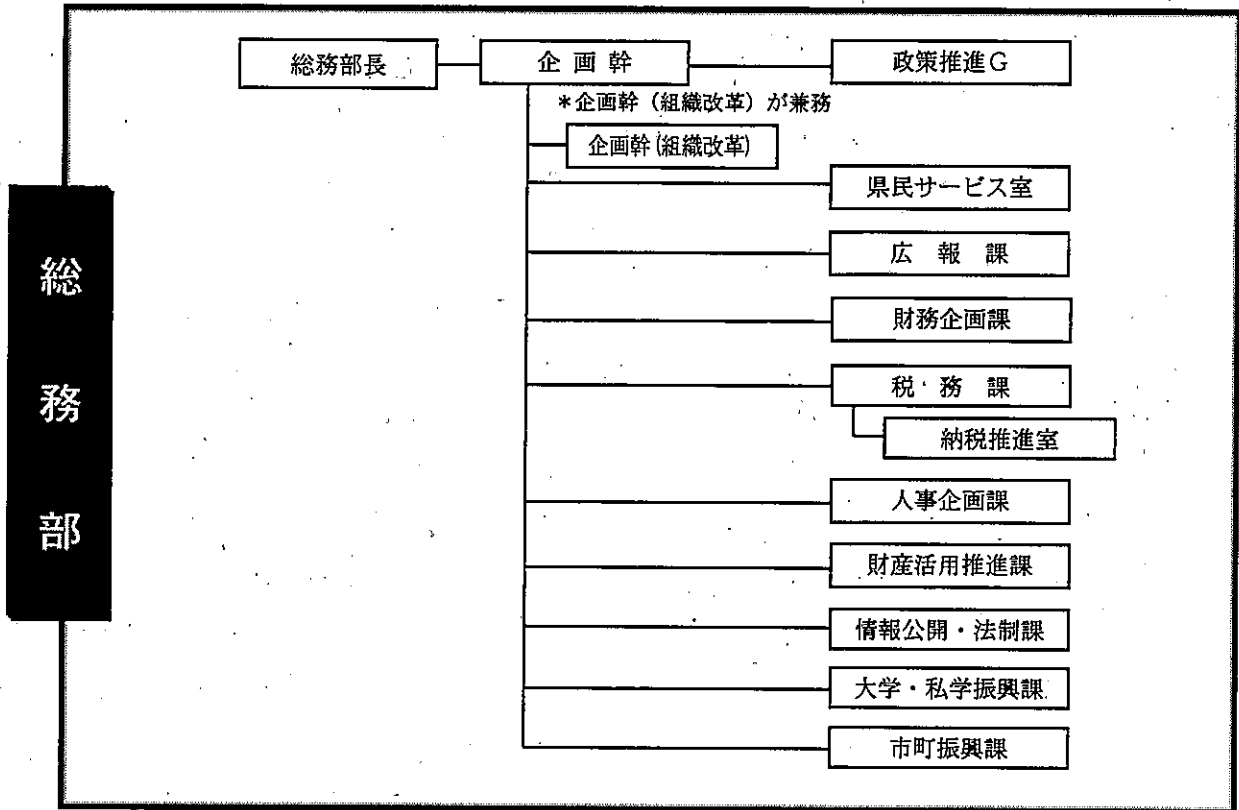 総務部
総務部長
企画幹
政策推進G
*企画幹（組織改革）が兼務
企画幹(組織改革)
県民サービス室
広報課
財務企画課
税務課
納税推進室
人事企画課
財産活用推進課
情報公開・法制課
大学・私学振興課
市町振興課